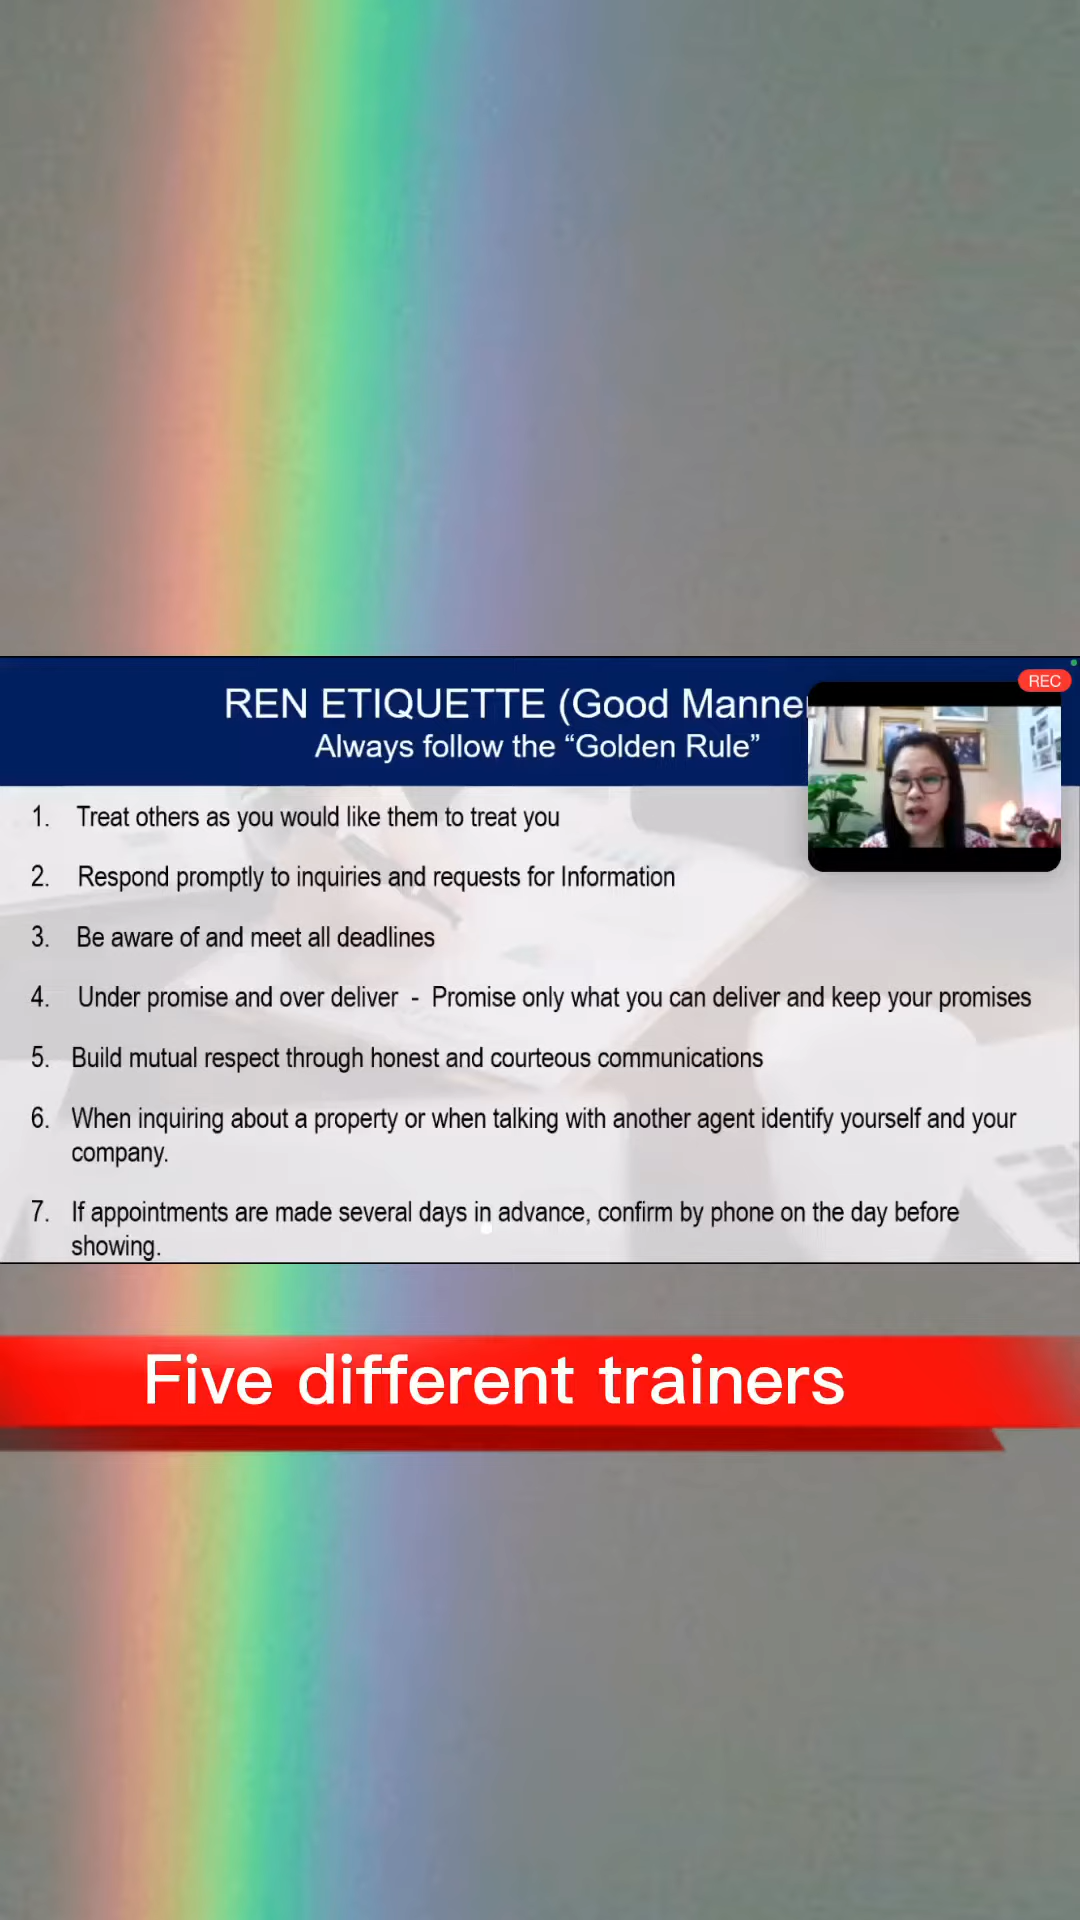 REN ETIQUETTE (Good Manne
REC
Always follow the “Golden Rule”
1. Treat others as you would like them to treat you
2. Respond promptly to inquiries and requests for Information
3. Be aware of and meet all deadlines
4. Under promise and over deliver - Promise only what you can deliver and keep your promises
5. Build mutual respect through honest and courteous communications
6. When inquiring about a property or when talking with another agent identify yourself and your
company.
7. If appointments are made several days in advance, confirm by phone on the day before
showing.
Five different trainers